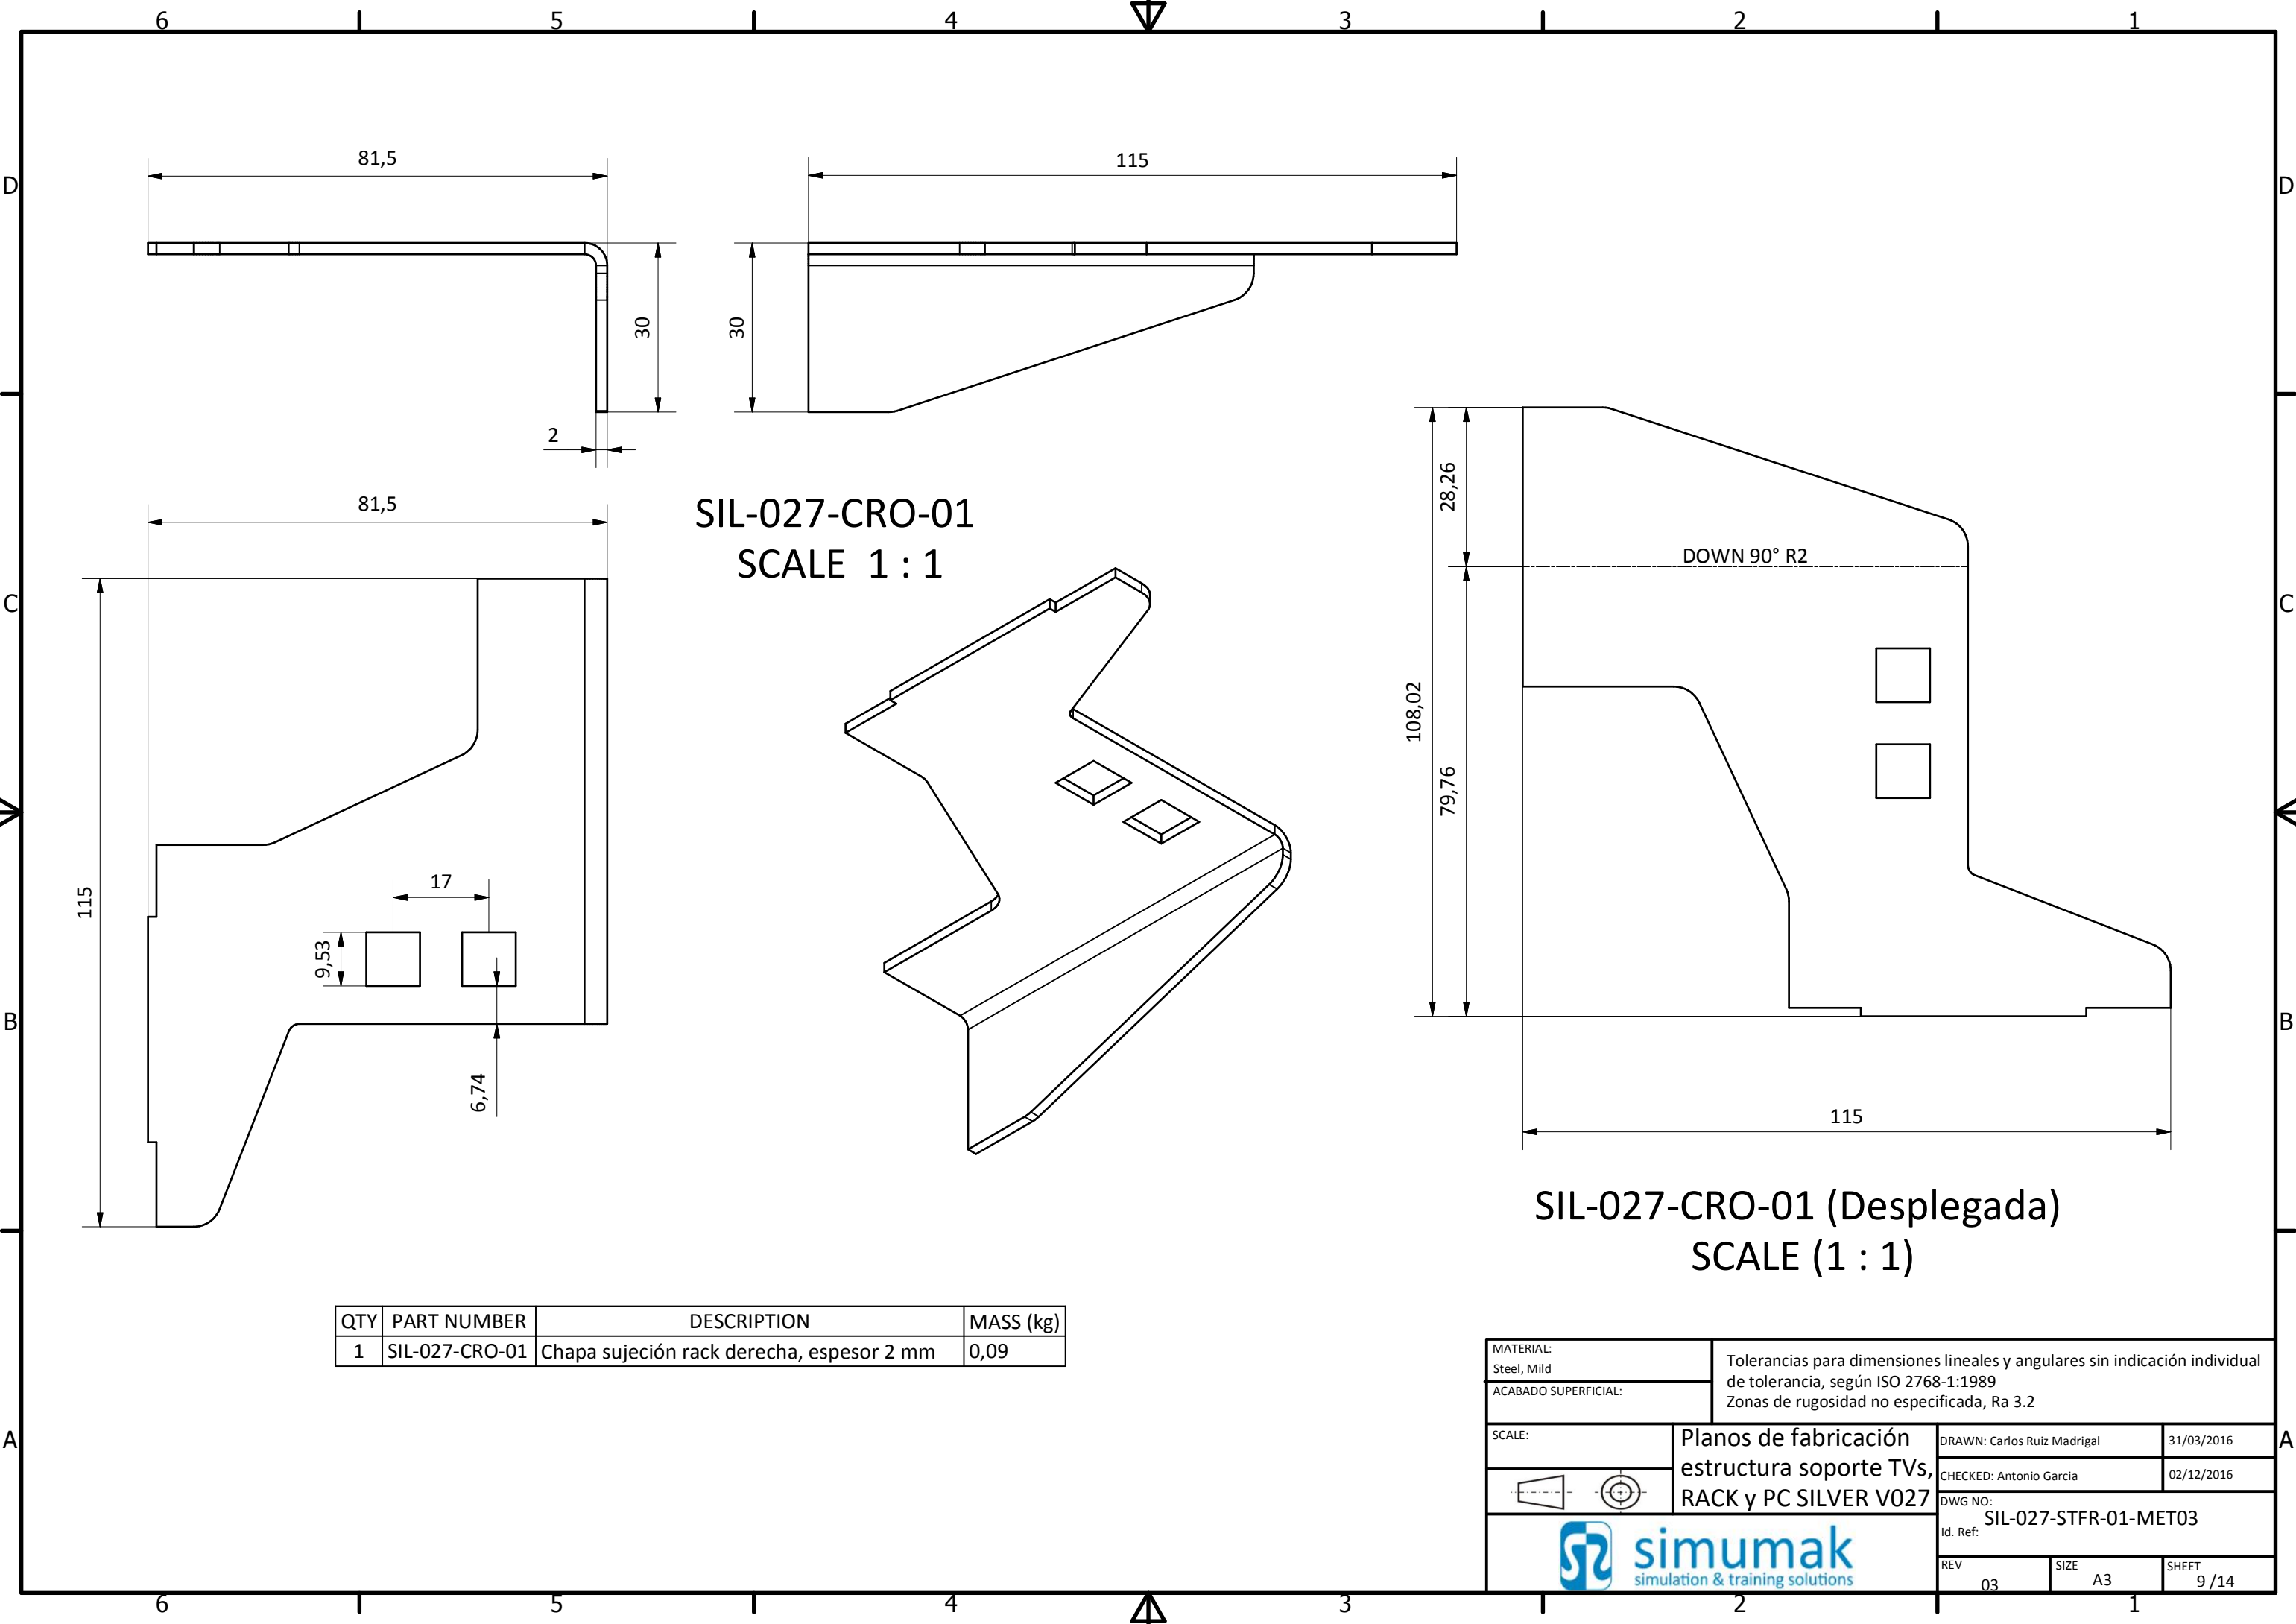 6 5 4 3 2 1
D D
81,5
115
30
30
2
81,5
SIL-027-CRO-01
SCALE 1 : 1
28,26
DOWN 90° R2
C C
108,02
79,76
115
17
9,53
6,74
B B
115
SIL-027-CRO-01 (Desplegada)
SCALE (1 : 1)
QTY PART NUMBER DESCRIPTION MASS (kg)
1 SIL-027-CRO-01 Chapa sujeción rack derecha, espesor 2 mm 0,09
MATERIAL:
Steel, Mild
ACABADO SUPERFICIAL:
Tolerancias para dimensiones lineales y angulares sin indicación individual
de tolerancia, según ISO 2768-1:1989
Zonas de rugosidad no especificada, Ra 3.2
A A
SCALE:
Planos de fabricación
estructura soporte TVs,
RACK y PC SILVER V027
DRAWN: Carlos Ruiz Madrigal 31/03/2016
CHECKED: Antonio Garcia 02/12/2016
DWG NO:
SIL-027-STFR-01-MET03
Id. Ref:
simumak
simulation & training solutions
REV SIZE SHEET
03 A3 9 /14
6 5 4 3 2 1